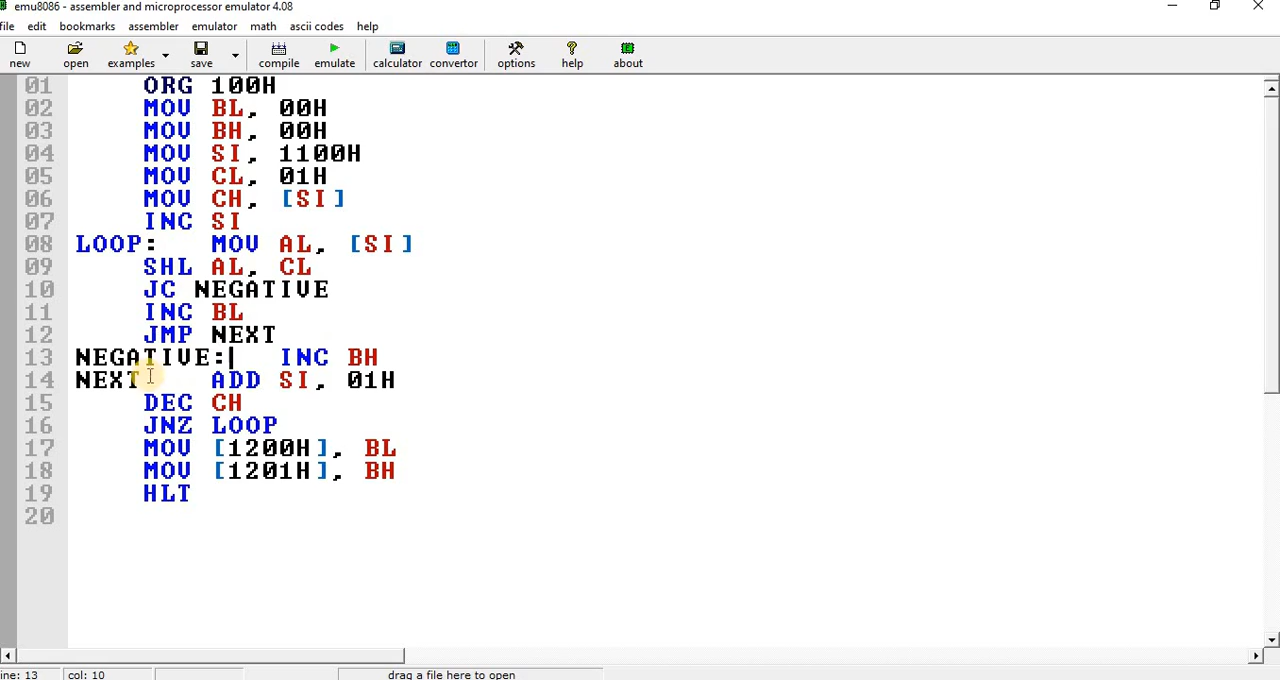 emu8086 - assembler and microprocessor emulator 4.08
file edit bookmarks assembler emulator math ascii codes help
new open examples save compile emulate calculator convertor options help about
01 ORG 100H
02 MOV BL, 00H
03 MOV BH, 00H
04 MOV SI, 1100H
05 MOV CL, 01H
06 MOV CH, [SI]
07 INC SI
08 LOOP: MOV AL, [SI]
09 SHL AL, CL
10 JC NEGATIVE
11 INC BL
12 JMP NEXT
13 NEGATIVE: INC BH
14 NEXT ADD SI, 01H
15 DEC CH
16 JNZ LOOP
17 MOV [1200H], BL
18 MOV [1201H], BH
19 HLT
20
ine: 13 col: 10 drag a file here to open